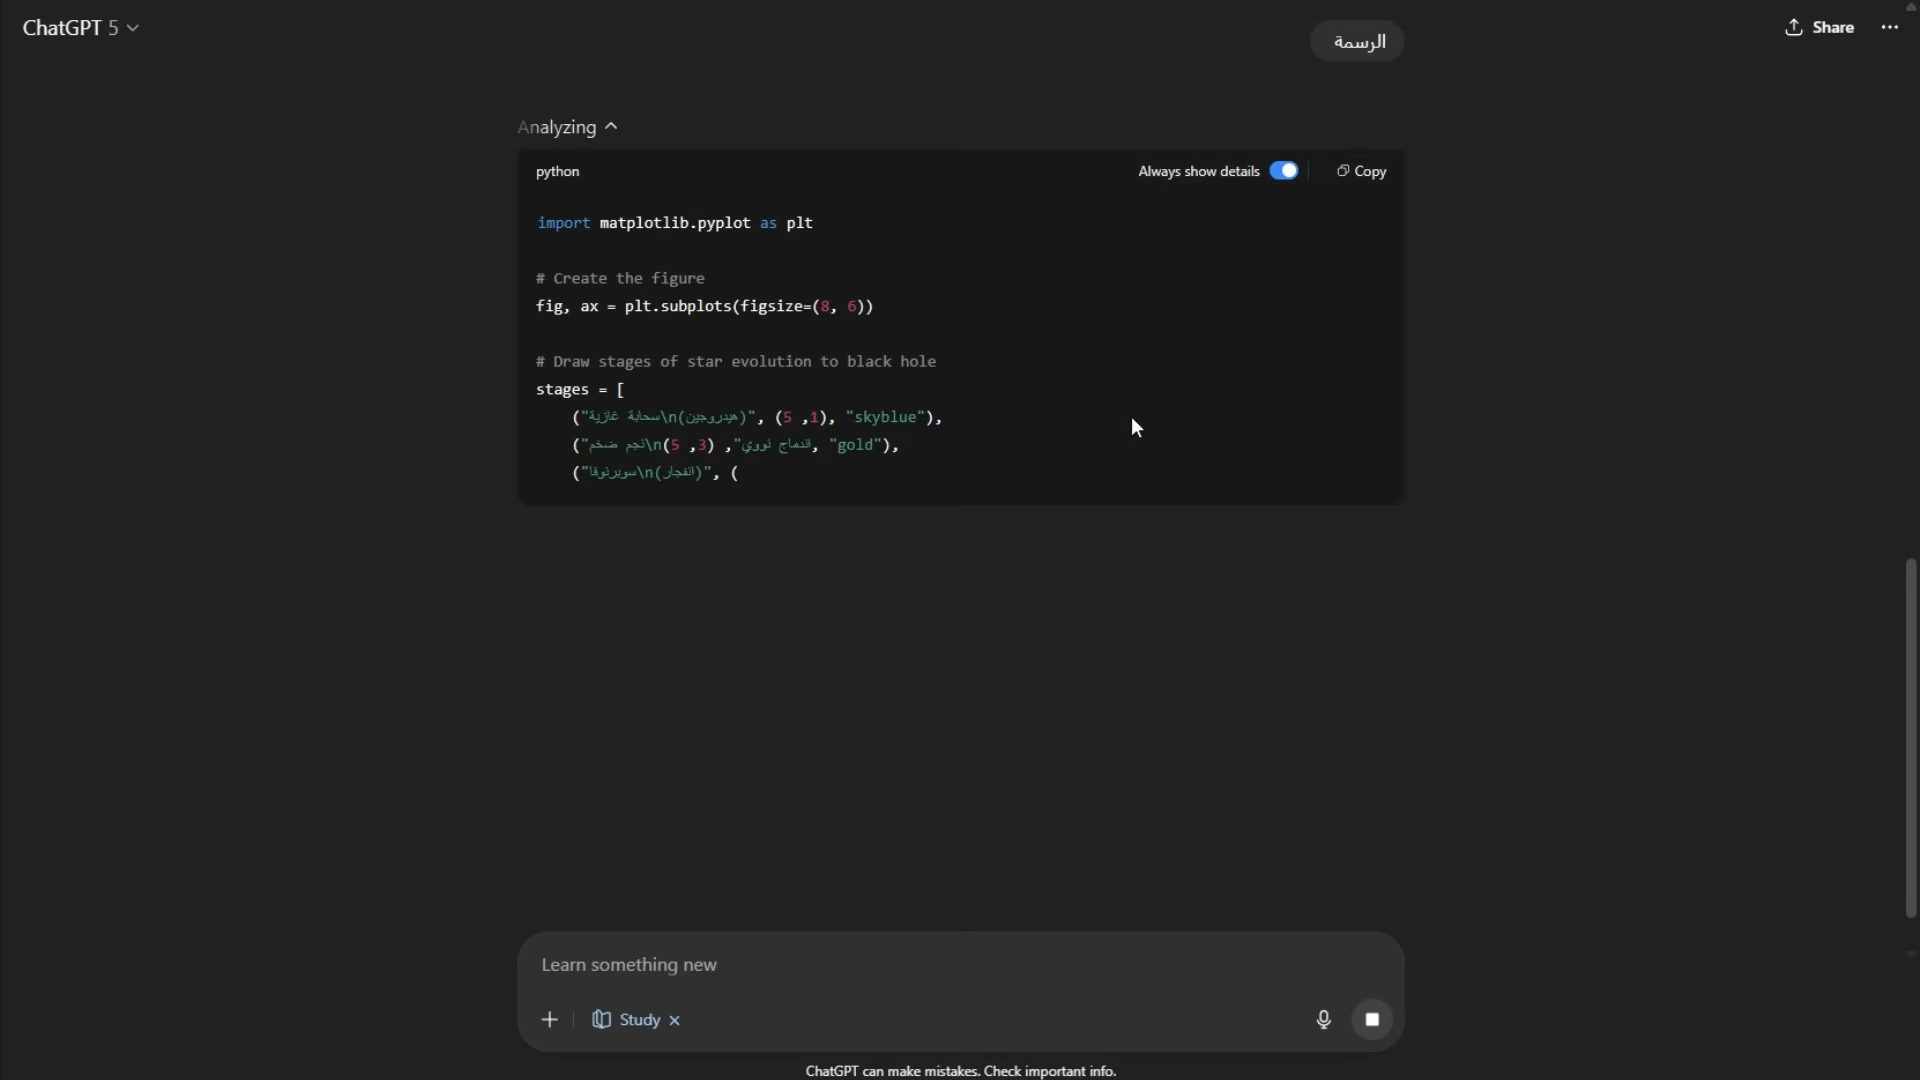 ChatGPT 5
Share
الرسمة
Analyzing
python
Always show details
Copy
import matplotlib.pyplot as plt
# Create the figure
fig, ax = plt.subplots(figsize=(8, 6))
# Draw stages of star evolution to black hole
stages = [
("سحابة غازية\n(هيدروجين)", (1, 5), "skyblue"),
("نجم ضخم\nاندماج نووي", (3, 5), "gold"),
("سوبرنوفا\n(انفجار)", (
Learn something new
Study
ChatGPT can make mistakes. Check important info.